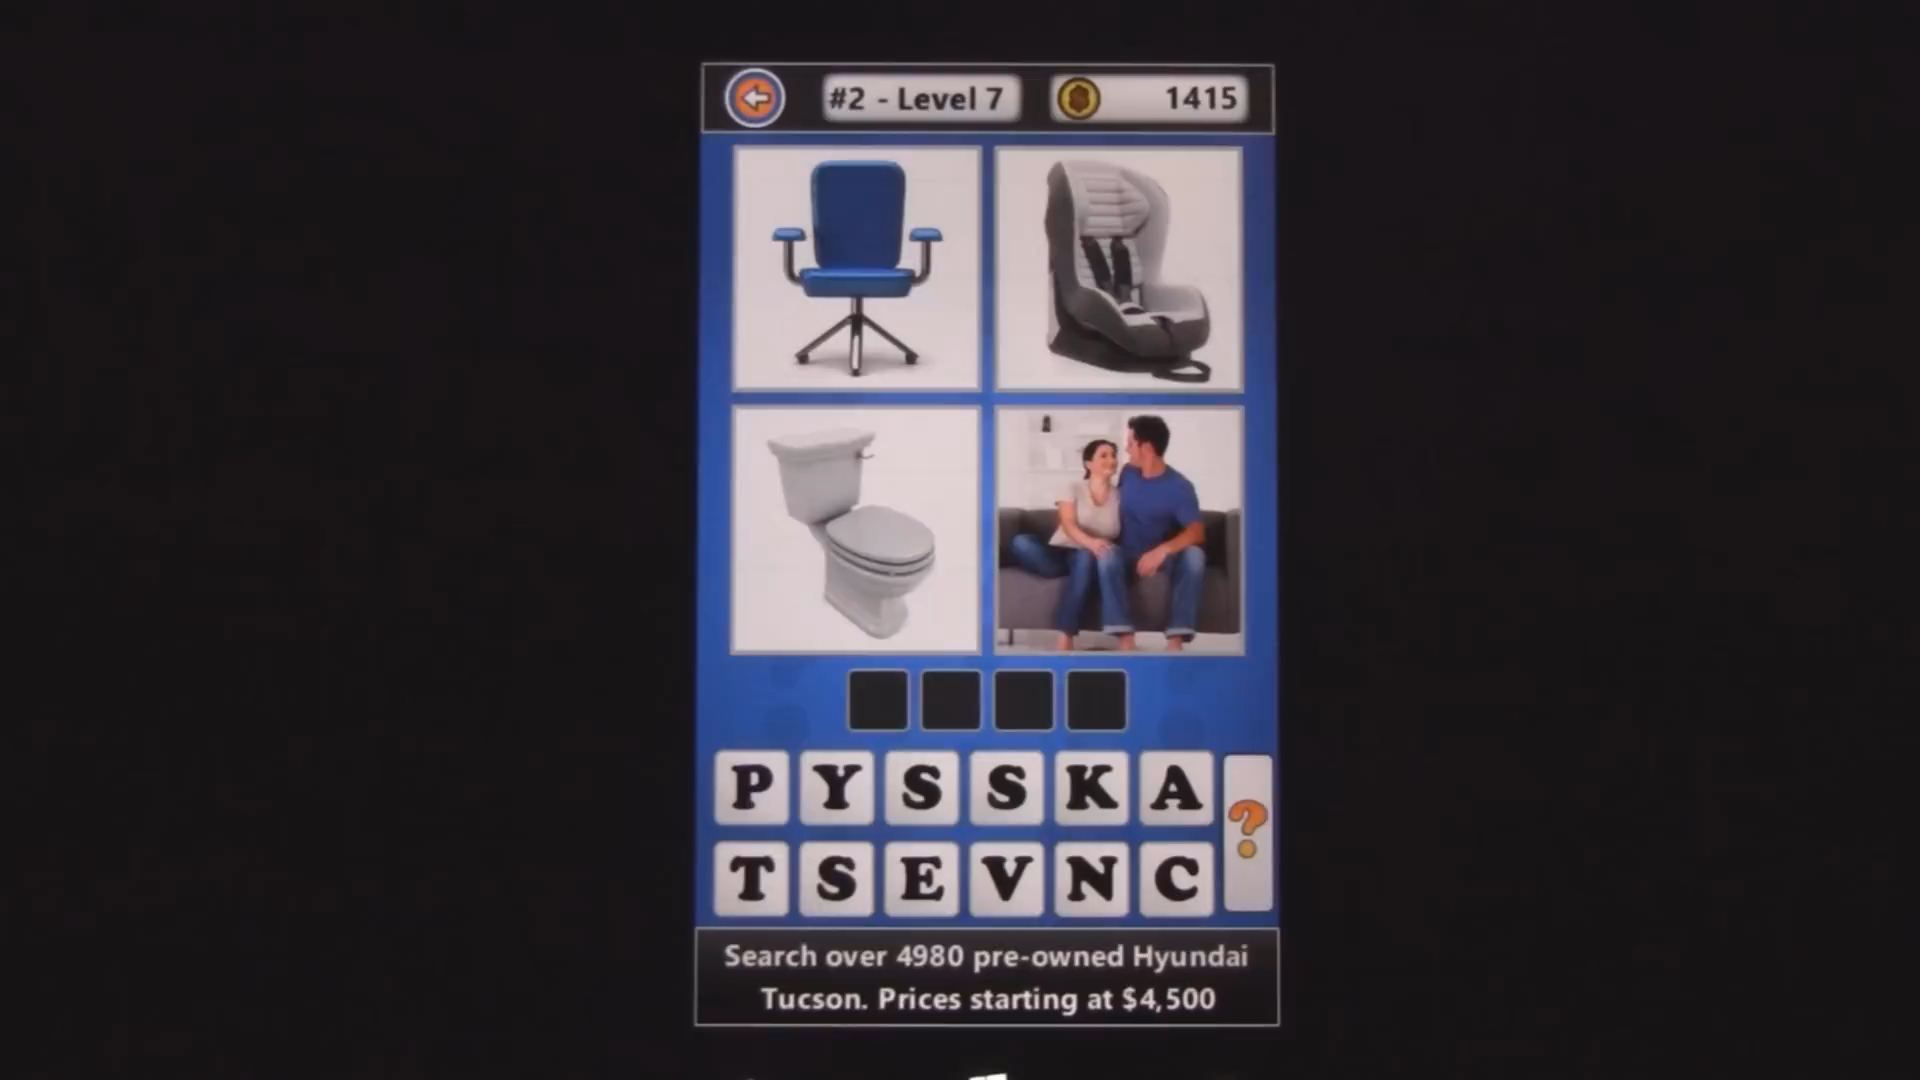 #2 - Level 7
1415
P Y S S K A
T S E V N C
?
Search over 4980 pre-owned Hyundai
Tucson. Prices starting at $4,500